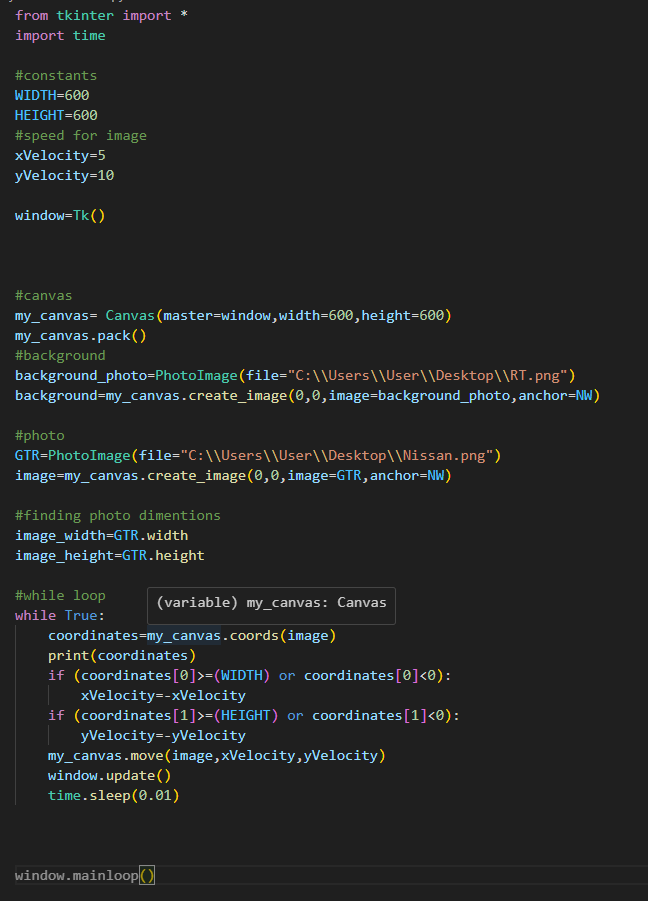 from tkinter import *
import time
#constants
WIDTH=600
HEIGHT=600
#speed for image
xVelocity=5
yVelocity=10
window=Tk()
#canvas
my_canvas= Canvas(master=window,width=600,height=600)
my_canvas.pack()
#background
background_photo=PhotoImage(file="C:\\Users\\User\\Desktop\\RT.png")
background=my_canvas.create_image(0,0,image=background_photo,anchor=NW)
#photo
GTR=PhotoImage(file="C:\\Users\\User\\Desktop\\Nissan.png")
image=my_canvas.create_image(0,0,image=GTR,anchor=NW)
#finding photo dimentions
image_width=GTR.width
image_height=GTR.height
#while loop
(variable) my_canvas: Canvas
while True:
    coordinates=my_canvas.coords(image)
    print(coordinates)
    if (coordinates[0]>=(WIDTH) or coordinates[0]<0):
        xVelocity=-xVelocity
    if (coordinates[1]>=(HEIGHT) or coordinates[1]<0):
        yVelocity=-yVelocity
    my_canvas.move(image,xVelocity,yVelocity)
    window.update()
    time.sleep(0.01)
window.mainloop()